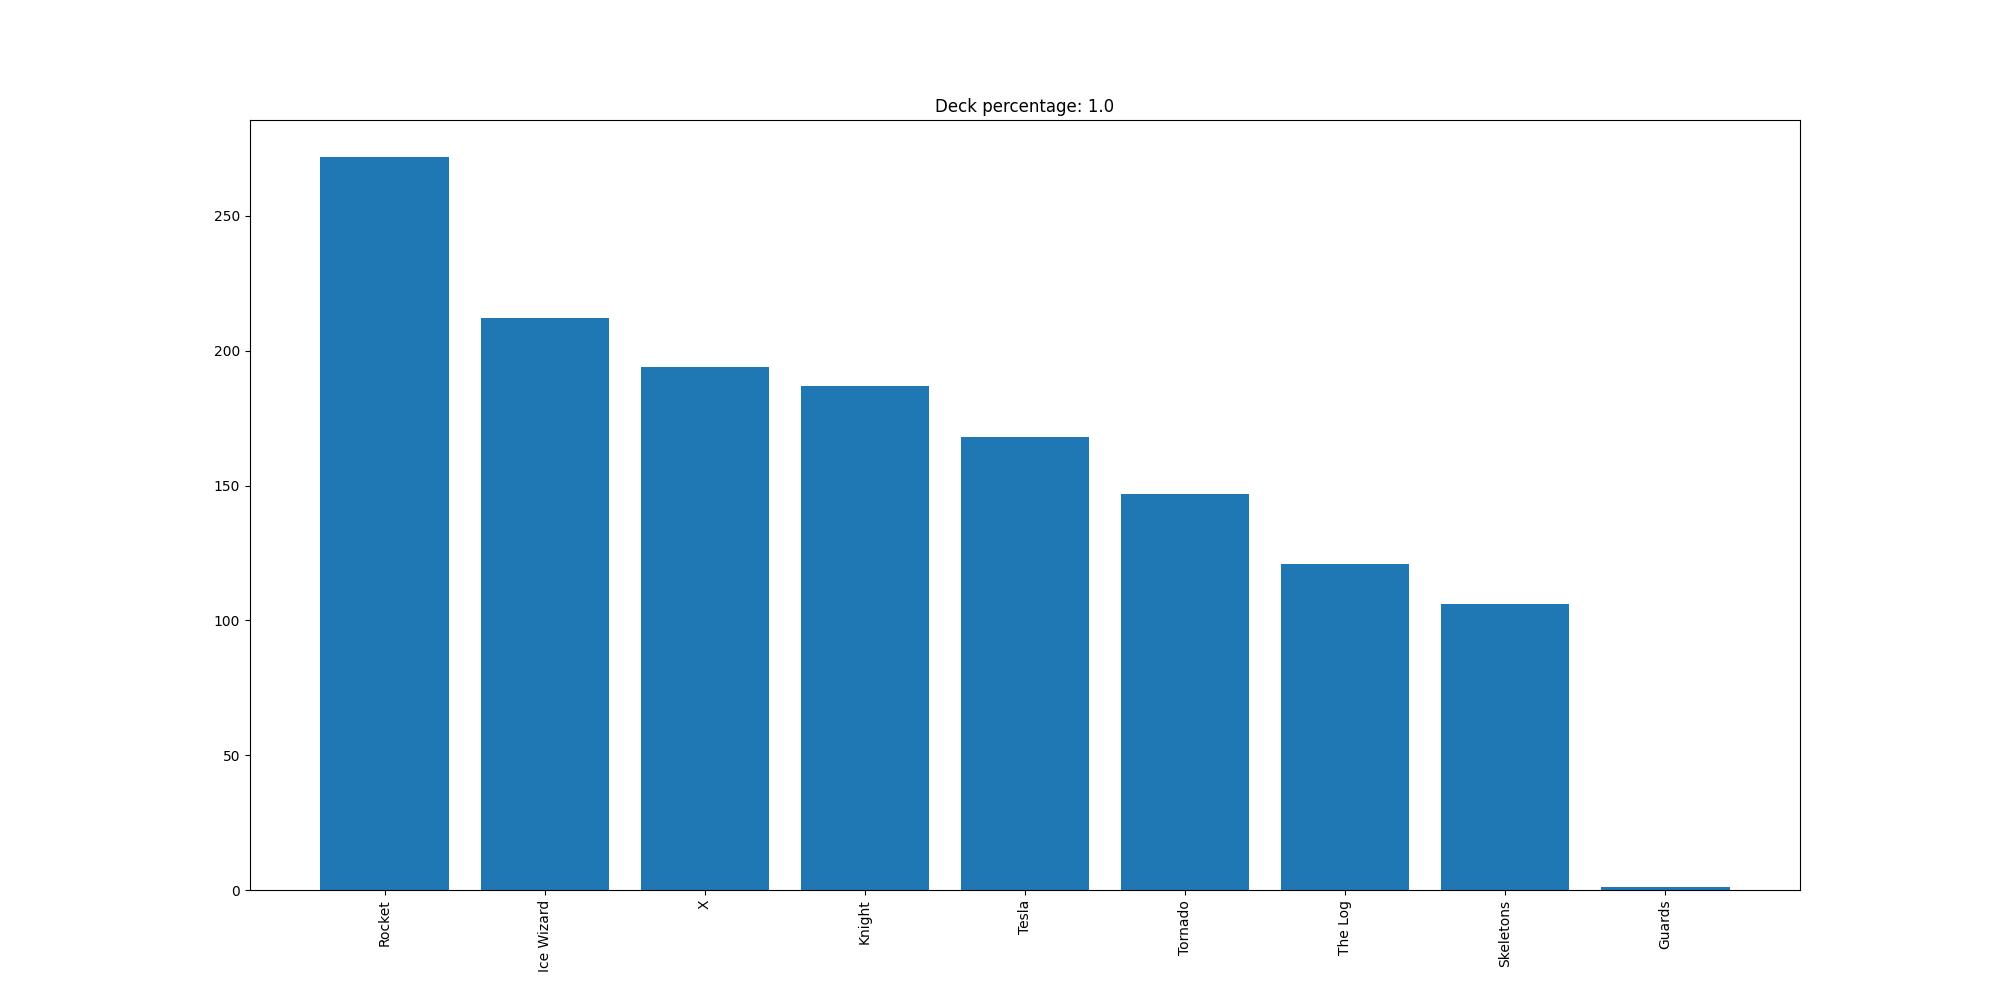 Deck percentage: 1.0
250
200
150
100
50
0
Rocket
Ice Wizard
X
Knight
Tesla
Tornado
The Log
Skeletons
Guards